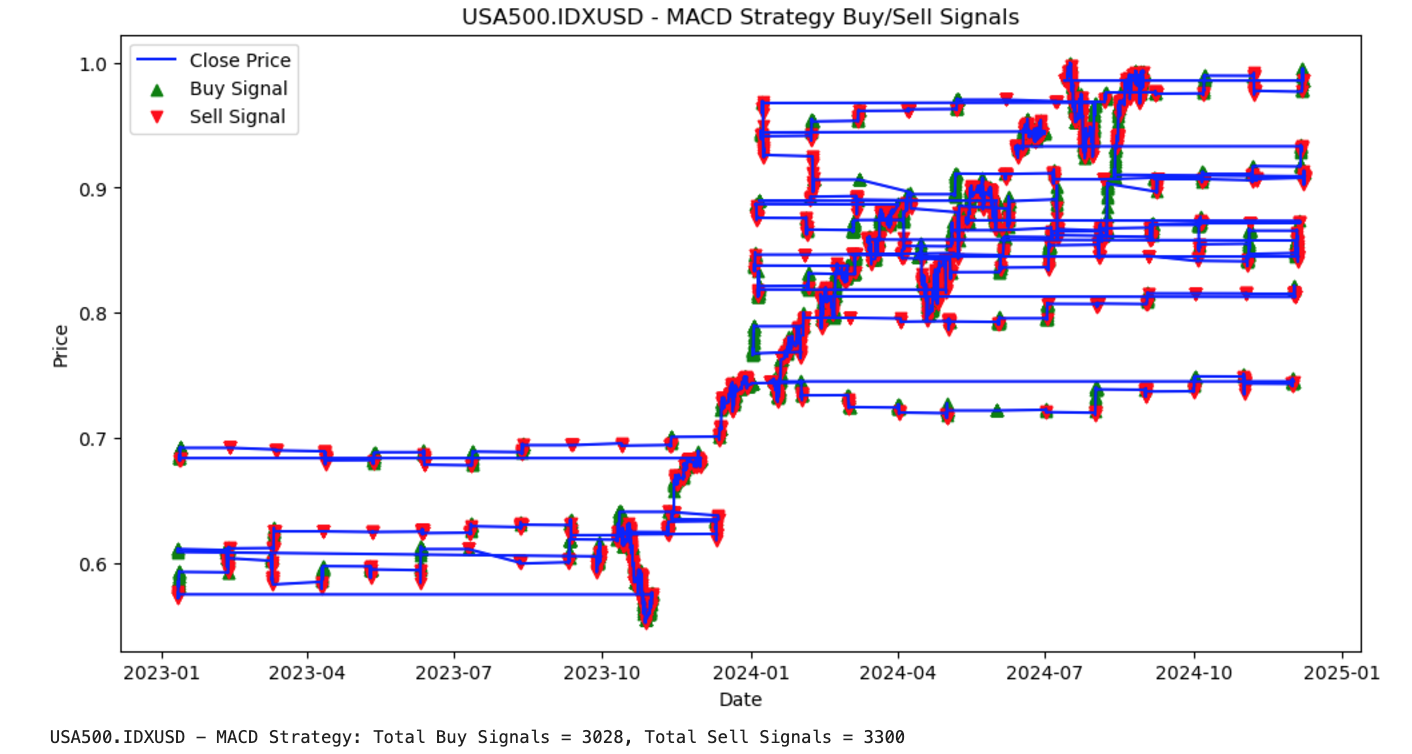 USA500.IDXUSD - MACD Strategy Buy/Sell Signals
Close Price
Buy Signal
Sell Signal
1.0
0.9
0.8
0.7
0.6
Price
2023-01 2023-04 2023-07 2023-10 2024-01 2024-04 2024-07 2024-10 2025-01
Date
USA500.IDXUSD – MACD Strategy: Total Buy Signals = 3028, Total Sell Signals = 3300